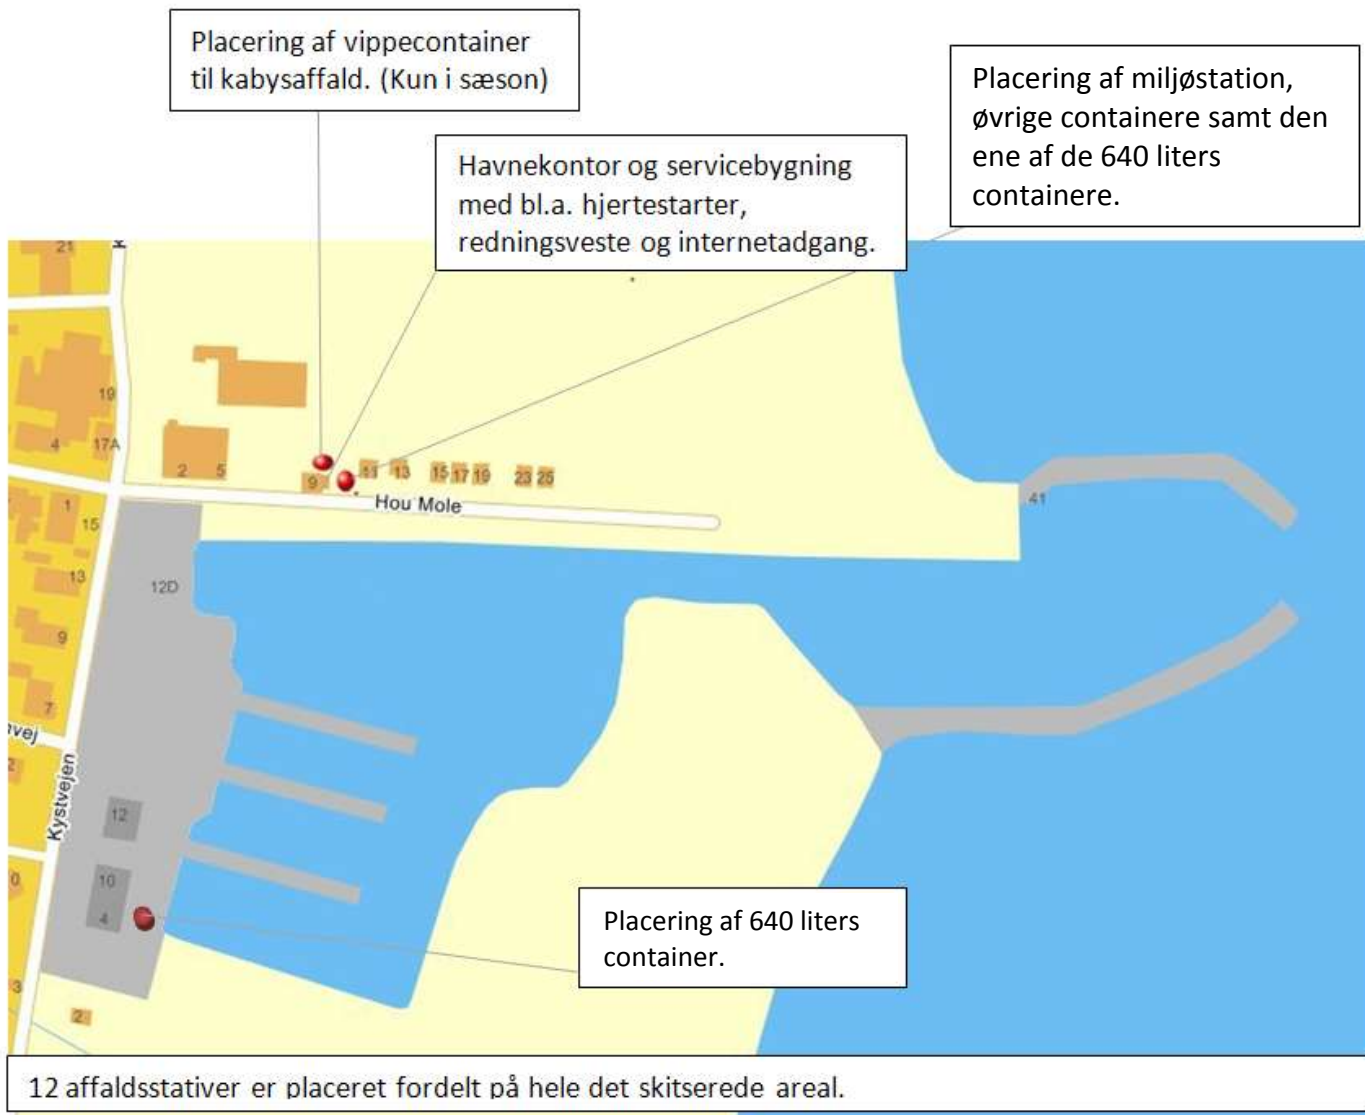 Placering af vippecontainer
til kabysaffald. (Kun i sæson)
Placering af miljøstation,
øvrige containere samt den
ene af de 640 liters
containere.
Havnekontor og servicebygning
med bl.a. hjertestarter,
redningsveste og internetadgang.
21
19
4
17A
2
5
9
11
13
15
17
19
23
25
Hou Mole
41
1
15
12D
13
9
7
nvej
2
Kystvejen
12
10
4
0
3
2
Placering af 640 liters
container.
12 affaldsstativer er placeret fordelt på hele det skitserede areal.